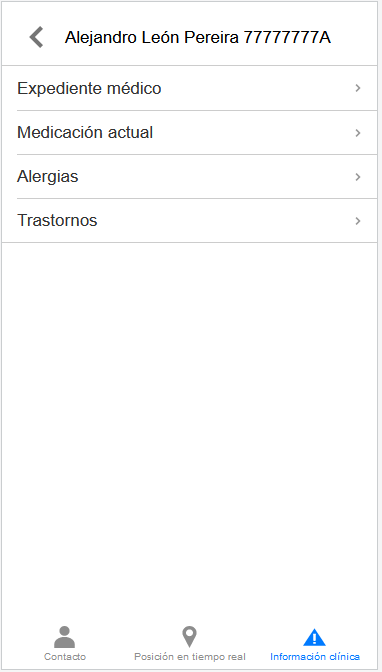 Alejandro León Pereira 77777777A
Expediente médico
Medicación actual
Alergias
Trastornos
Contacto
Posición en tiempo real
Información clínica